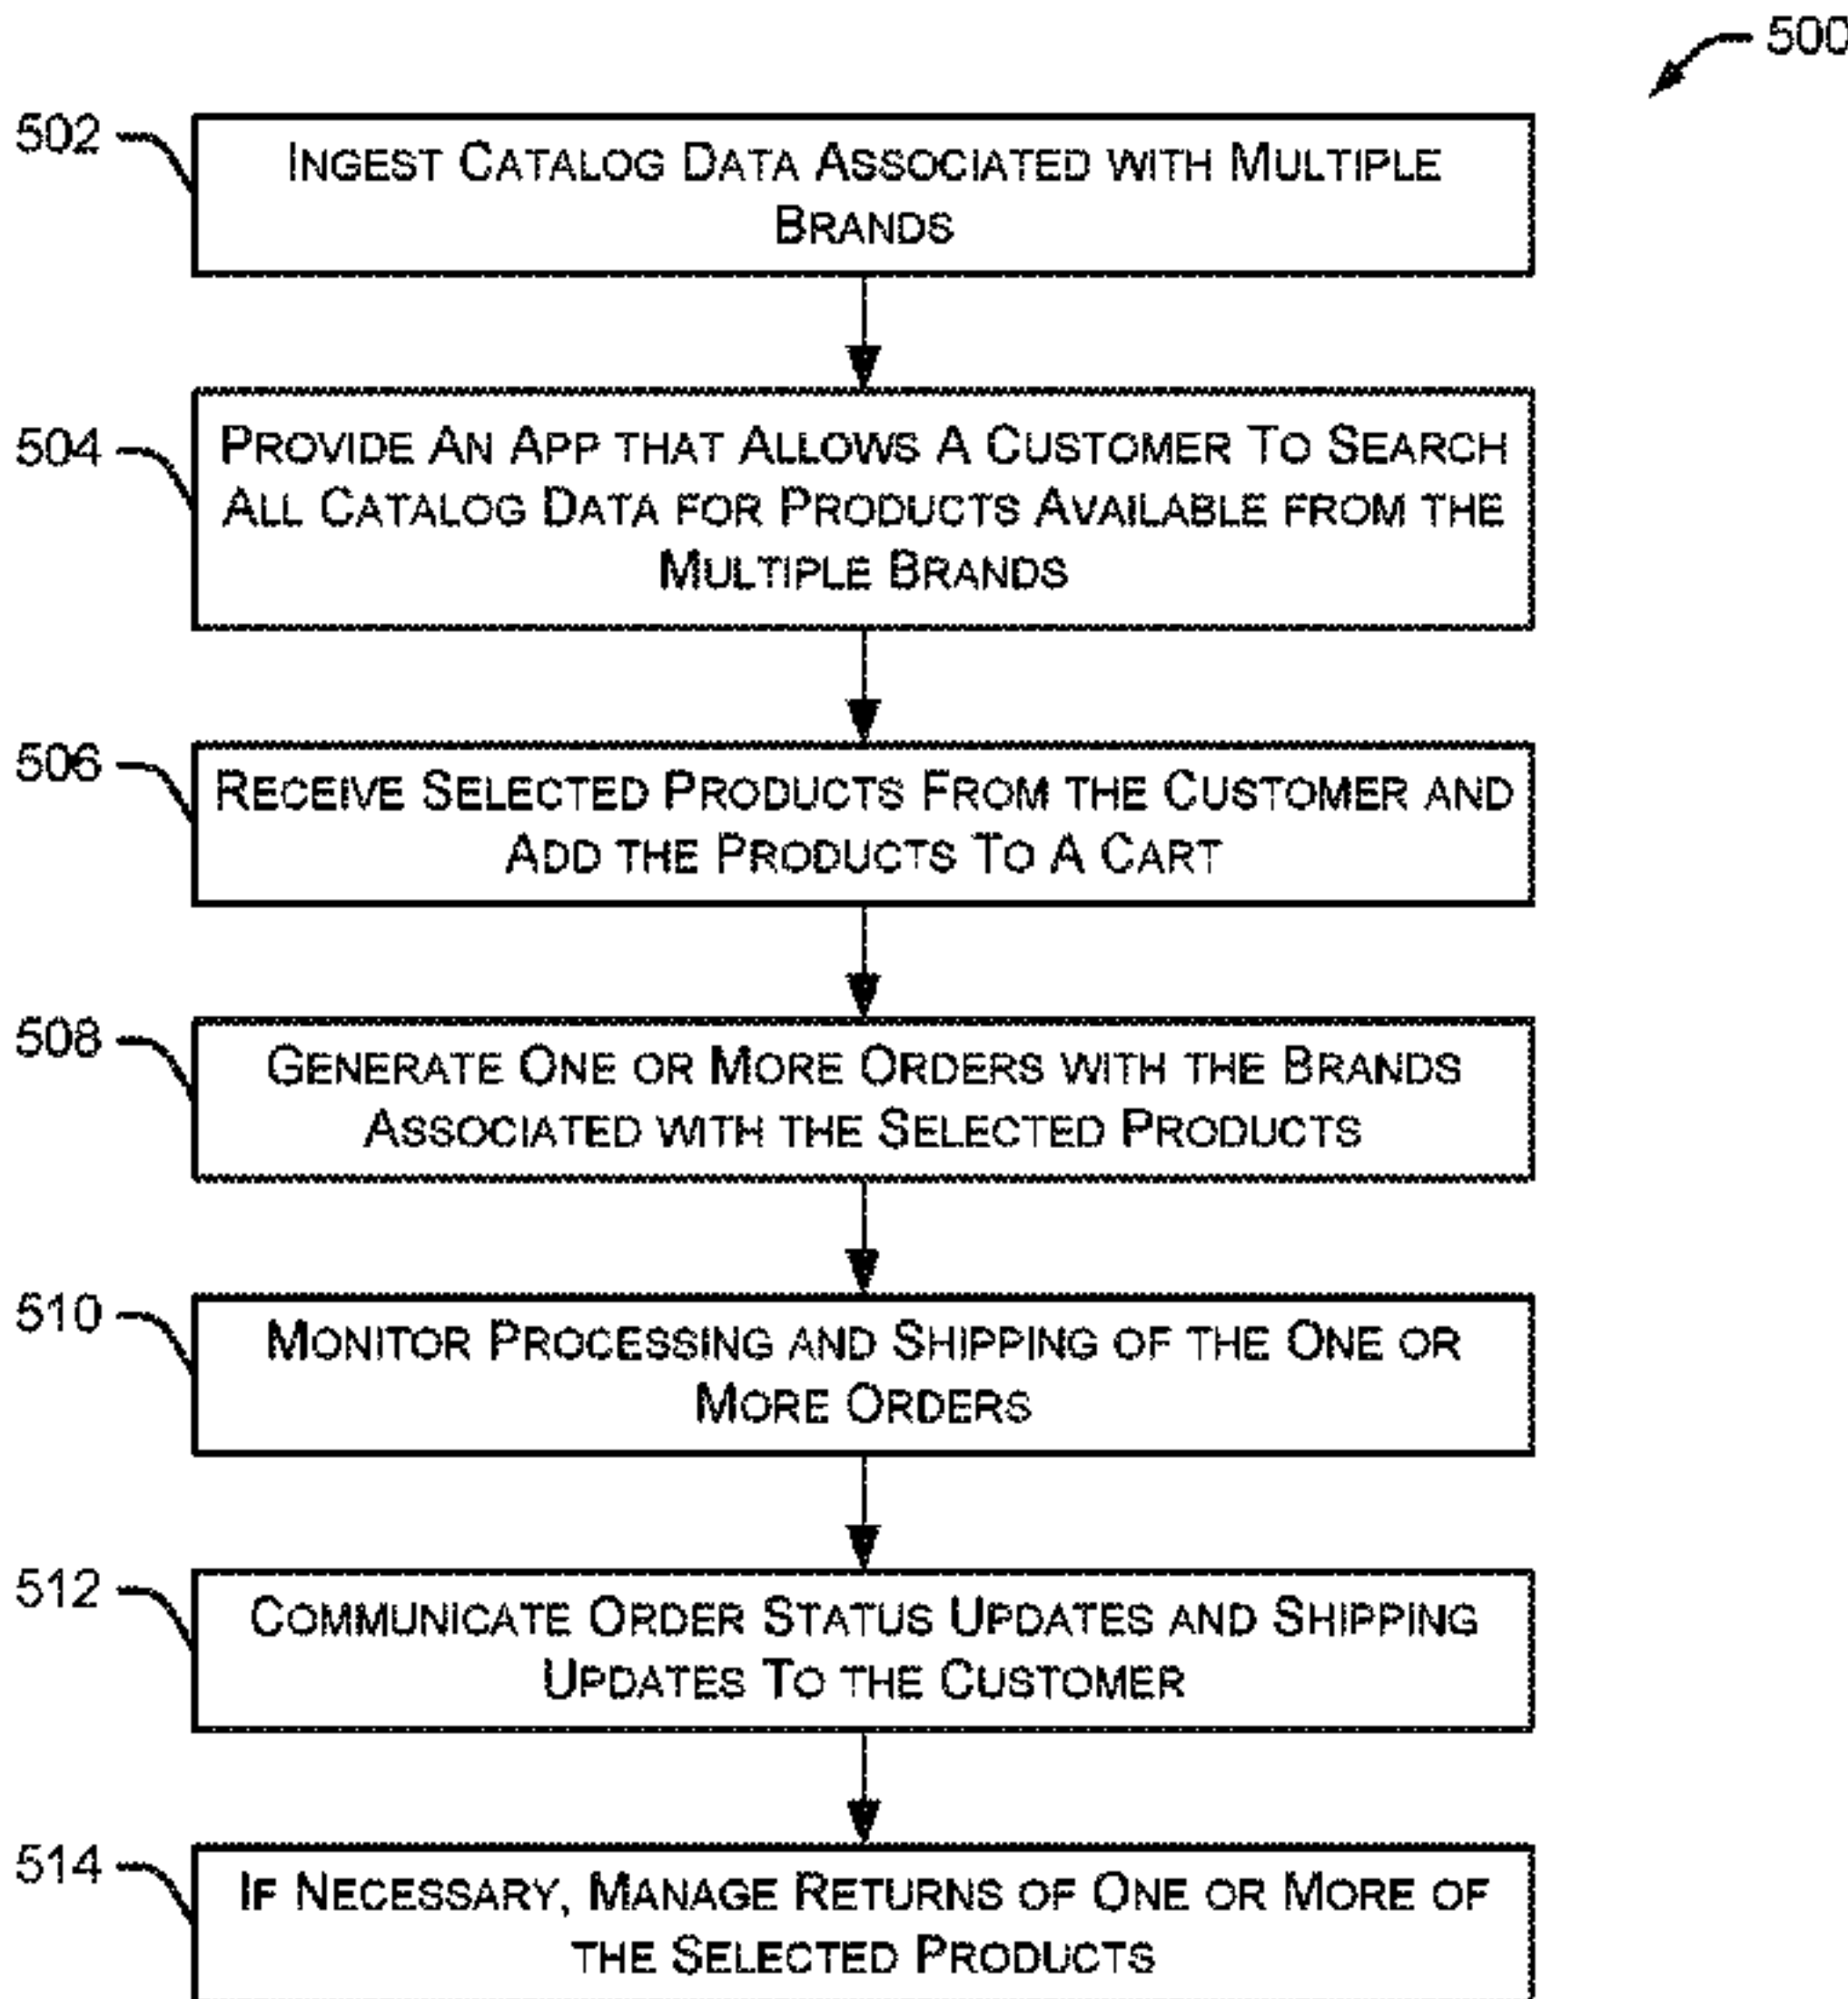 500
502
INGEST CATALOG DATA ASSOCIATED WITH MULTIPLE
BRANDS
504
PROVIDE AN APP THAT ALLOWS A CUSTOMER TO SEARCH
ALL CATALOG DATA FOR PRODUCTS AVAILABLE FROM THE
MULTIPLE BRANDS
506
RECEIVE SELECTED PRODUCTS FROM THE CUSTOMER AND
ADD THE PRODUCTS TO A CART
508
GENERATE ONE OR MORE ORDERS WITH THE BRANDS
ASSOCIATED WITH THE SELECTED PRODUCTS
510
MONITOR PROCESSING AND SHIPPING OF THE ONE OR
MORE ORDERS
512
COMMUNICATE ORDER STATUS UPDATES AND SHIPPING
UPDATES TO THE CUSTOMER
514
IF NECESSARY, MANAGE RETURNS OF ONE OR MORE OF
THE SELECTED PRODUCTS